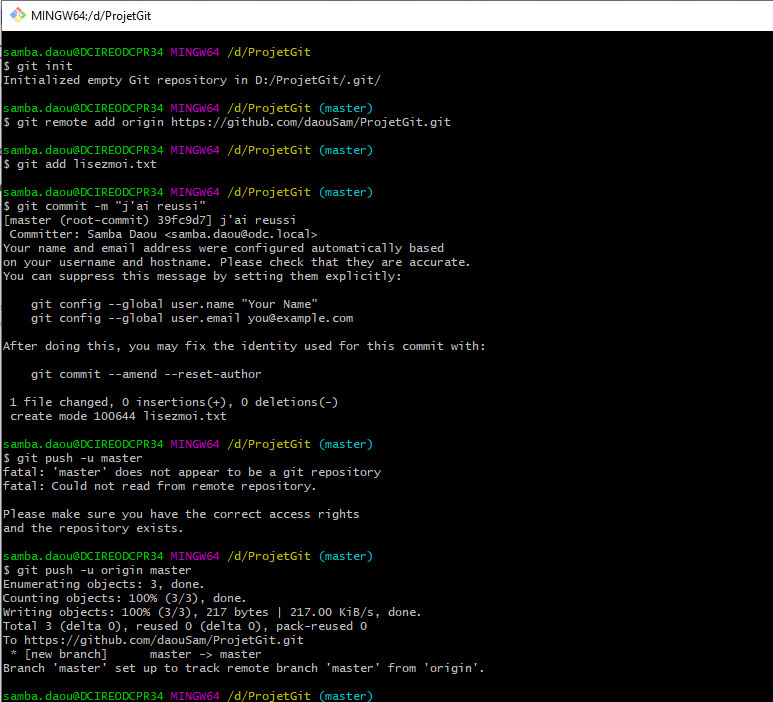 MINGW64:/d/ProjetGit
samba.daou@DCIREODCPR34 MINGW64 /d/ProjetGit
$ git init
Initialized empty Git repository in D:/ProjetGit/.git/
samba.daou@DCIREODCPR34 MINGW64 /d/ProjetGit (master)
$ git remote add origin https://github.com/daouSam/ProjetGit.git
samba.daou@DCIREODCPR34 MINGW64 /d/ProjetGit (master)
$ git add lisezmoi.txt
samba.daou@DCIREODCPR34 MINGW64 /d/ProjetGit (master)
$ git commit -m "j'ai reussi"
[master (root-commit) 39fc9d7] j'ai reussi
 Committer: Samba Daou <samba.daou@odc.local>
Your name and email address were configured automatically based
on your username and hostname. Please check that they are accurate.
You can suppress this message by setting them explicitly:
    git config --global user.name "Your Name"
    git config --global user.email you@example.com
After doing this, you may fix the identity used for this commit with:
    git commit --amend --reset-author
 1 file changed, 0 insertions(+), 0 deletions(-)
 create mode 100644 lisezmoi.txt
samba.daou@DCIREODCPR34 MINGW64 /d/ProjetGit (master)
$ git push -u master
fatal: 'master' does not appear to be a git repository
fatal: Could not read from remote repository.
Please make sure you have the correct access rights
and the repository exists.
samba.daou@DCIREODCPR34 MINGW64 /d/ProjetGit (master)
$ git push -u origin master
Enumerating objects: 3, done.
Counting objects: 100% (3/3), done.
Writing objects: 100% (3/3), 217 bytes | 217.00 KiB/s, done.
Total 3 (delta 0), reused 0 (delta 0), pack-reused 0
To https://github.com/daouSam/ProjetGit.git
 * [new branch]      master -> master
Branch 'master' set up to track remote branch 'master' from 'origin'.
samba.daou@DCIREODCPR34 MINGW64 /d/ProjetGit (master)